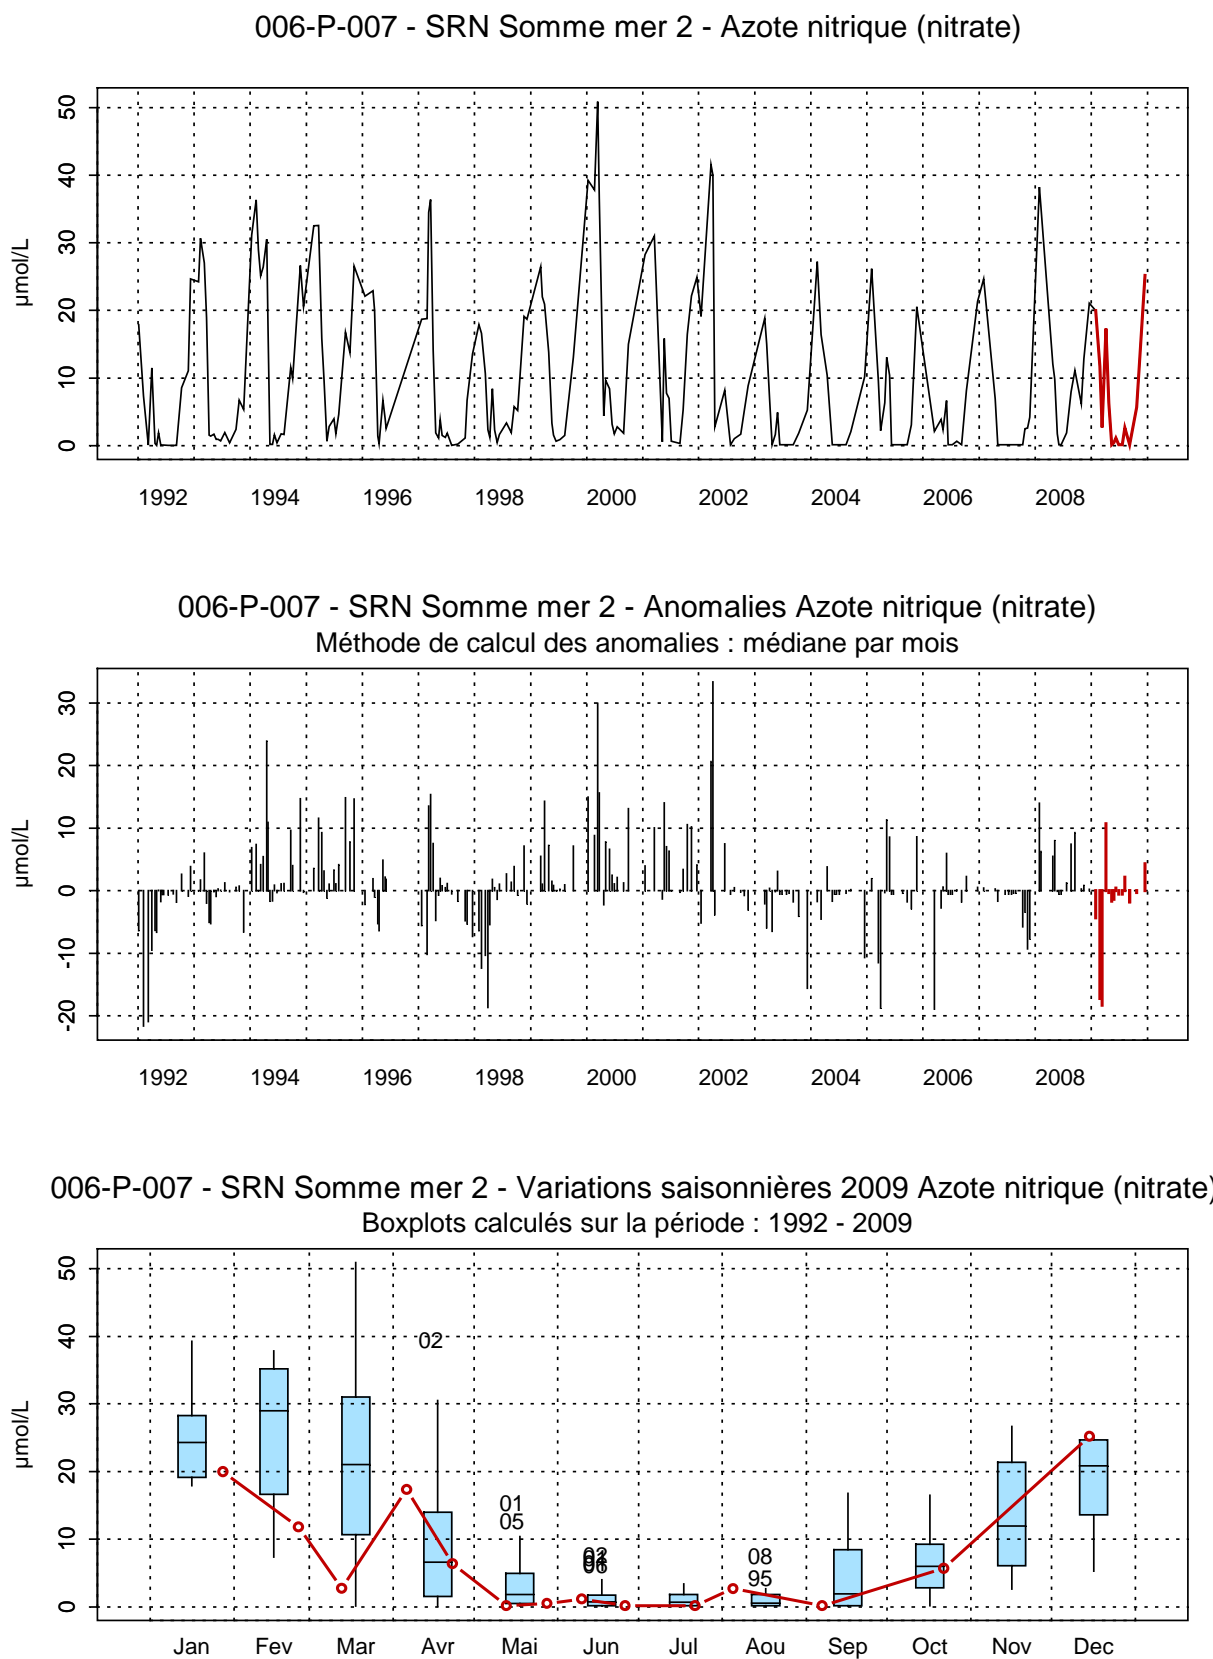 006-P-007 - SRN Somme mer 2 - Azote nitrique (nitrate)
50
40
30
20
10
0
µmol/L
1992 1994 1996 1998 2000 2002 2004 2006 2008
006-P-007 - SRN Somme mer 2 - Anomalies Azote nitrique (nitrate)
Méthode de calcul des anomalies : médiane par mois
30
20
10
0
-10
-20
µmol/L
1992 1994 1996 1998 2000 2002 2004 2006 2008
006-P-007 - SRN Somme mer 2 - Variations saisonnières 2009 Azote nitrique (nitrate)
Boxplots calculés sur la période : 1992 - 2009
50
40
30
20
10
0
µmol/L
02
01
05
08
95
Jan Fev Mar Avr Mai Jun Jul Aou Sep Oct Nov Dec